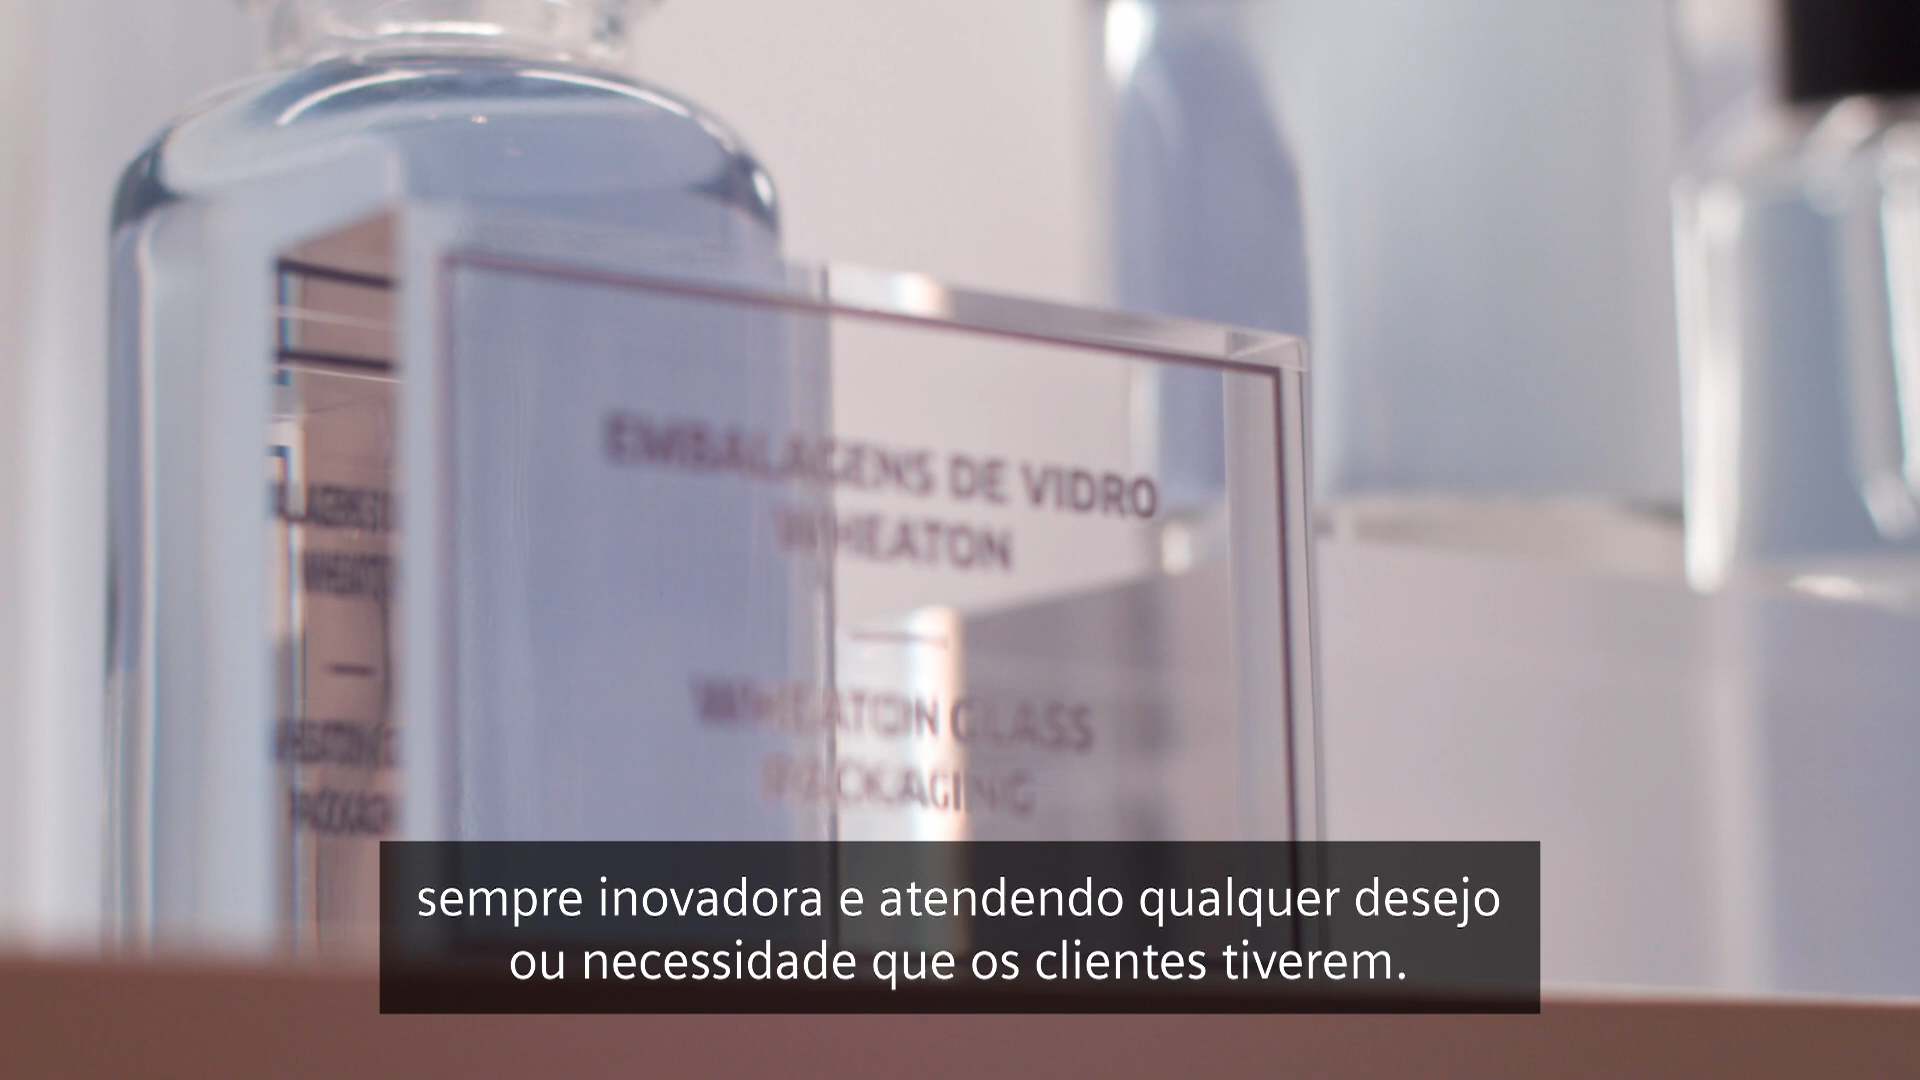 EMBALAGENS DE VIDRO
WHEATON
WHEATON GLASS
PACKAGING
sempre inovadora e atendendo qualquer desejo
ou necessidade que os clientes tiverem.